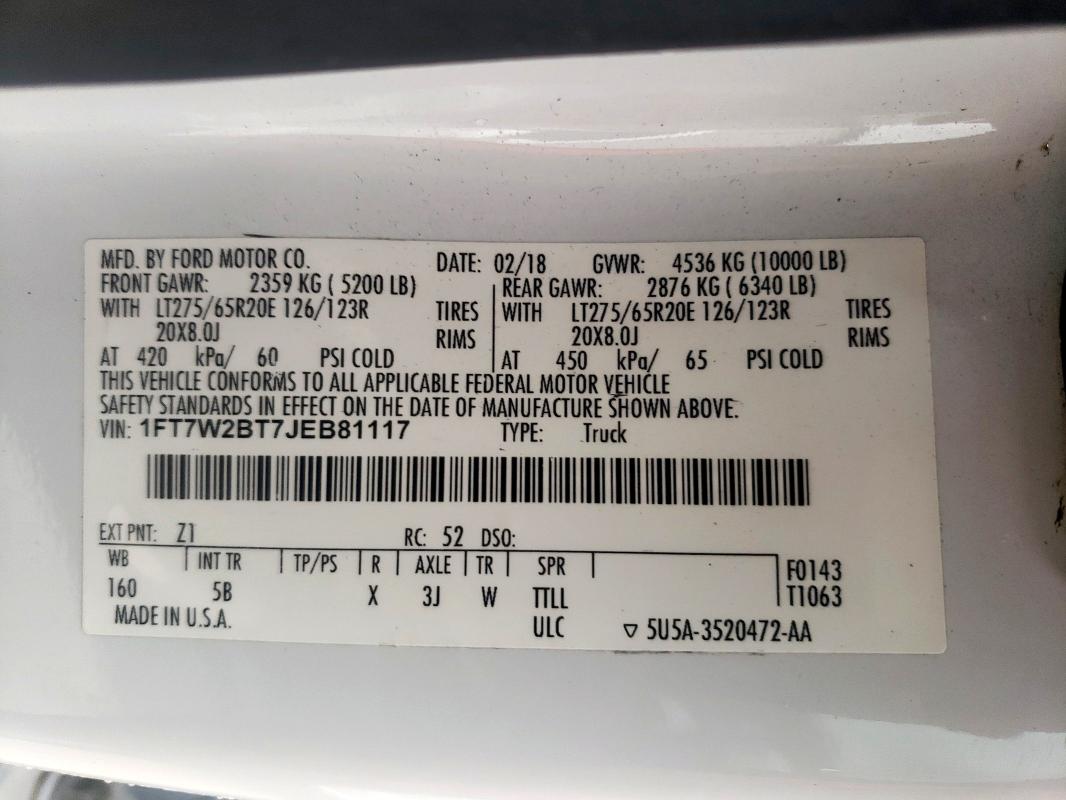 MFD. BY FORD MOTOR CO. DATE: 02/18 GVWR: 4536 KG (10000 LB)
FRONT GAWR: 2359 KG ( 5200 LB) REAR GAWR: 2876 KG ( 6340 LB)
WITH LT275/65R20E 126/123R TIRES WITH LT275/65R20E 126/123R TIRES
20X8.0J RIMS 20X8.0J RIMS
AT 420 kPa/ 60 PSI COLD AT 450 kPa/ 65 PSI COLD
THIS VEHICLE CONFORMS TO ALL APPLICABLE FEDERAL MOTOR VEHICLE
SAFETY STANDARDS IN EFFECT ON THE DATE OF MANUFACTURE SHOWN ABOVE.
VIN: 1FT7W2BT7JEB81117 TYPE: Truck
EXT PNT: Z1 RC: 52 DSO:
WB INT TR TP/PS R AXLE TR SPR F0143
160 5B X 3J W TTLL T1063
MADE IN U.S.A. ULC ▽ 5U5A-3520472-AA